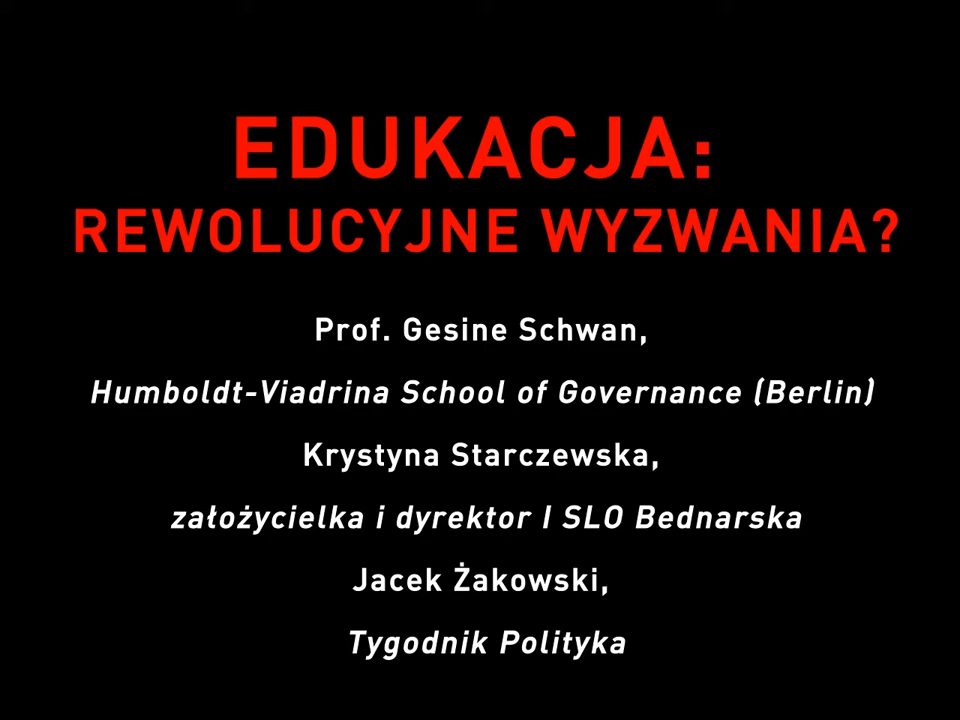 EDUKACJA:
REWOLUCYJNE WYZWANIA?
Prof. Gesine Schwan,
Humboldt-Viadrina School of Governance (Berlin)
Krystyna Starczewska,
założycielka i dyrektor I SLO Bednarska
Jacek Żakowski,
Tygodnik Polityka